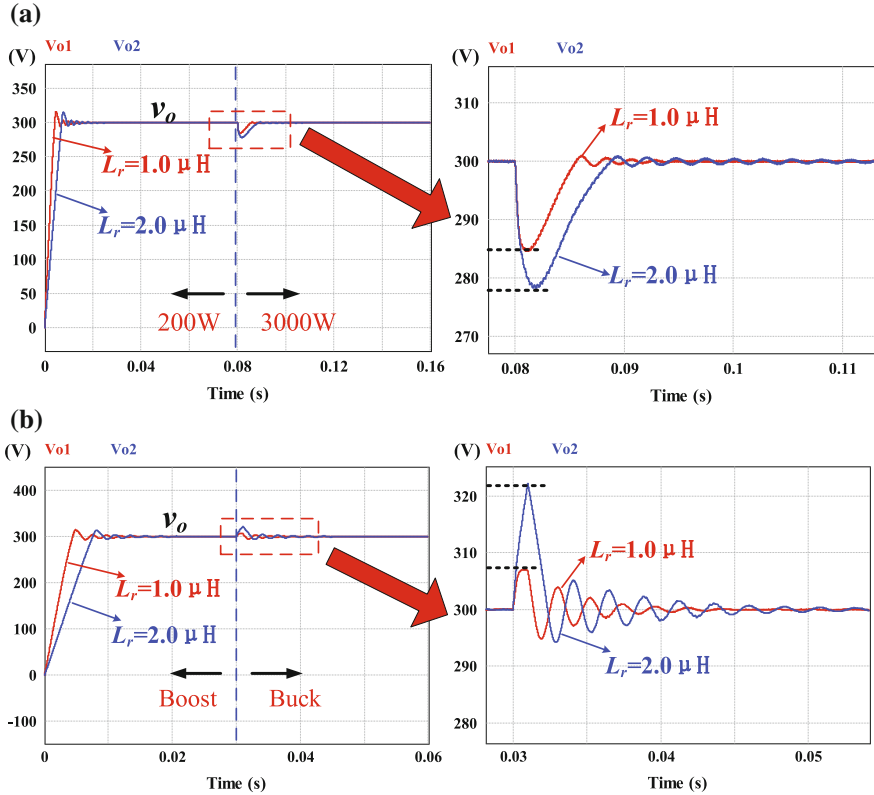 (a)
(V) Vo1 Vo2
350
300
250
200
150
100
50
0
vo
Lr=1.0 μH
Lr=2.0 μH
200W 3000W
0 0.04 0.08 0.12 0.16
Time (s)
(V) Vo1 Vo2
310
300
290
280
270
Lr=1.0 μH
Lr=2.0 μH
0.08 0.09 0.1 0.11
Time (s)
(b)
(V) Vo1 Vo2
400
300
200
100
0
-100
vo
Lr=1.0 μH
Lr=2.0 μH
Boost Buck
0 0.02 0.04 0.06
Time (s)
(V) Vo1 Vo2
320
310
300
290
280
Lr=1.0 μH
Lr=2.0 μH
0.03 0.04 0.05
Time (s)